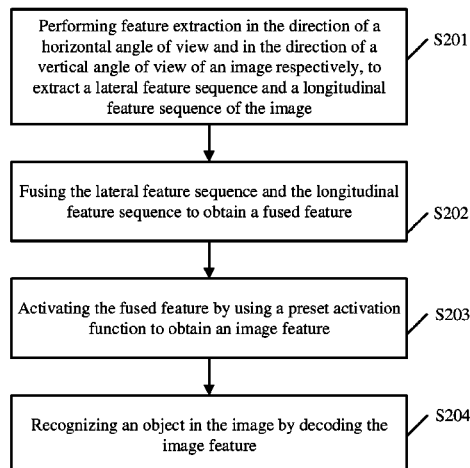 Performing feature extraction in the direction of a
horizontal angle of view and in the direction of a
vertical angle of view of an image respectively, to
extract a lateral feature sequence and a longitudinal
feature sequence of the image
S201
Fusing the lateral feature sequence and the longitudinal
feature sequence to obtain a fused feature
S202
Activating the fused feature by using a preset activation
function to obtain an image feature
S203
Recognizing an object in the image by decoding the
image feature
S204